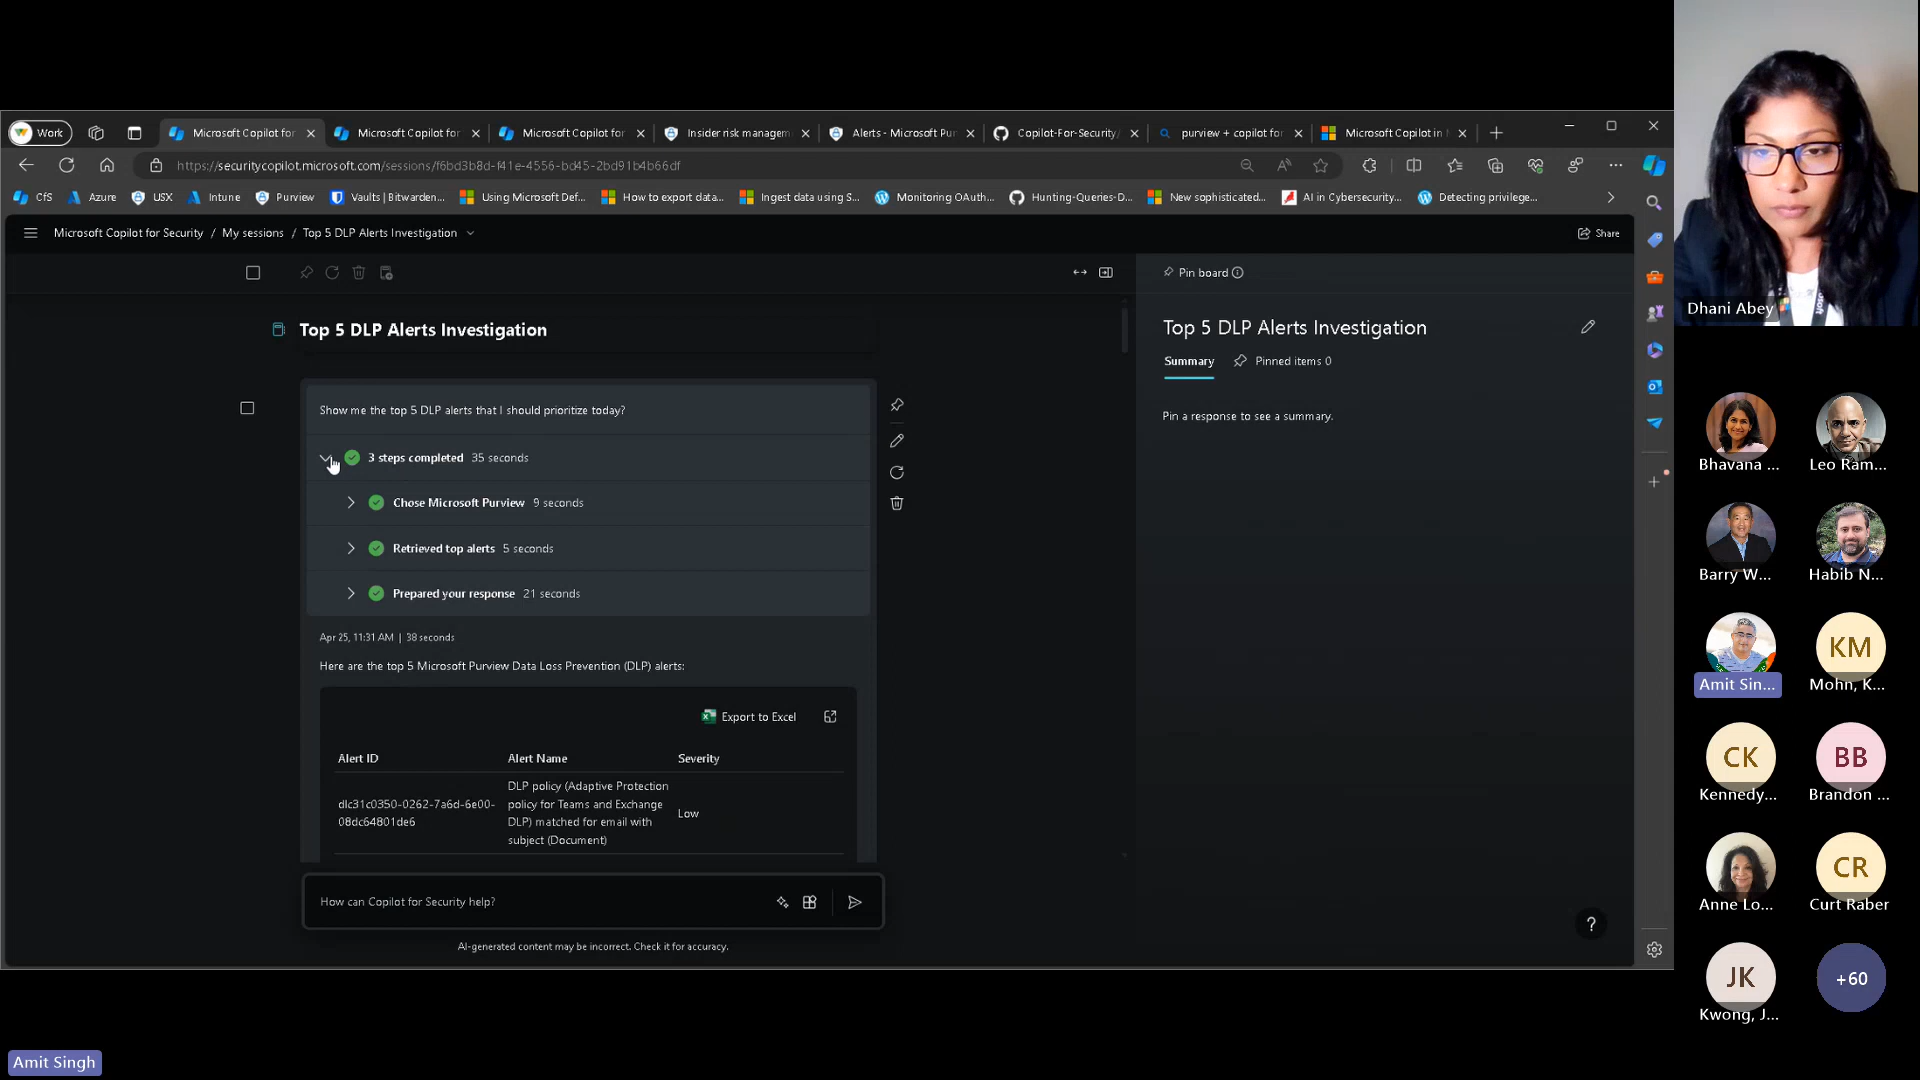 Work
Microsoft Copilot for
Microsoft Copilot for
Microsoft Copilot for
Insider risk managem
Alerts - Microsoft Pur
Copilot-For-Security/
purview + copilot for
Microsoft Copilot in
https://securitycopilot.microsoft.com/sessions/f6bd3b8d-f41e-4556-bd45-2bd91b4b66df
CfS
Azure
USX
Intune
Purview
Vaults | Bitwarden...
Using Microsoft Def...
How to export data...
Ingest data using S...
Monitoring OAuth...
Hunting-Queries-D...
New sophisticated...
AI in Cybersecurity...
Detecting privilege...
Microsoft Copilot for Security / My sessions / Top 5 DLP Alerts Investigation
Share
Top 5 DLP Alerts Investigation
Show me the top 5 DLP alerts that I should prioritize today?
3 steps completed 35 seconds
Chose Microsoft Purview 9 seconds
Retrieved top alerts 5 seconds
Prepared your response 21 seconds
Apr 25, 11:31 AM | 38 seconds
Here are the top 5 Microsoft Purview Data Loss Prevention (DLP) alerts:
Export to Excel
Alert ID Alert Name Severity
dlc31c0350-0262-7a6d-6e00-
08dc64801de6
DLP policy (Adaptive Protection
policy for Teams and Exchange
DLP) matched for email with
subject (Document)
Low
How can Copilot for Security help?
AI-generated content may be incorrect. Check it for accuracy.
Pin board
Top 5 DLP Alerts Investigation
Summary
Pinned items 0
Pin a response to see a summary.
?
Dhani Abey
Bhavana ...
Leo Ram...
Barry W...
Habib N...
Amit Sin...
KM
Mohn, K...
CK
Kennedy...
BB
Brandon ...
Anne Lo...
CR
Curt Raber
JK
Kwong, J...
+60
Amit Singh